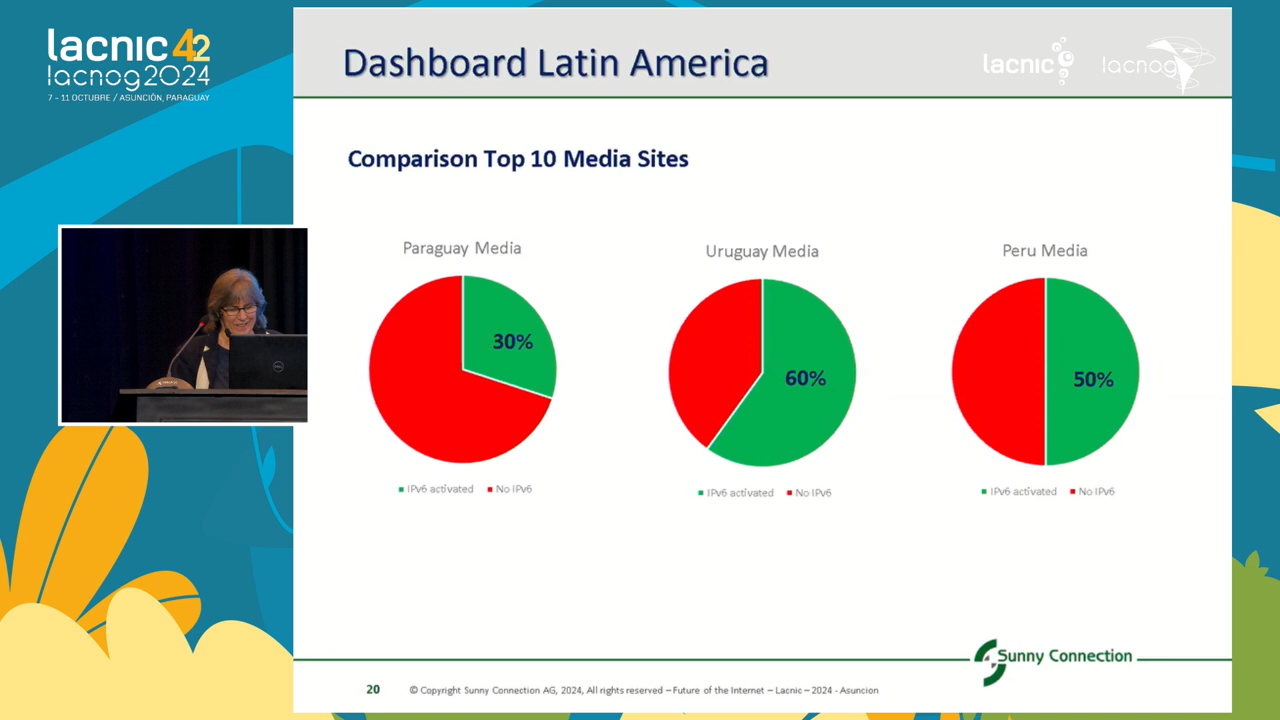 lacnic 42
lacnog2024
7 - 11 OCTUBRE / ASUNCIÓN, PARAGUAY
Dashboard Latin America
lacnic
lacnog
Comparison Top 10 Media Sites
Paraguay Media
Uruguay Media
Peru Media
30%
60%
50%
IPv6 activated
No IPv6
IPv6 activated
No IPv6
IPv6 activated
No IPv6
Sunny Connection
20
© Copyright Sunny Connection AG, 2024, All rights reserved – Future of the Internet – Lacnic – 2024 - Asuncion